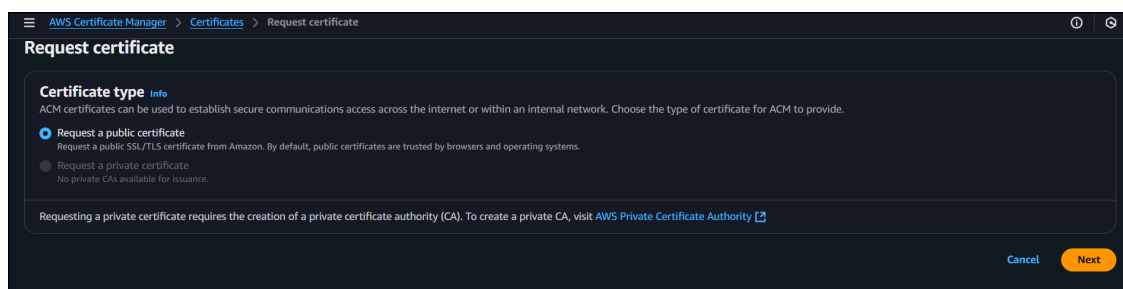 AWS Certificate Manager > Certificates > Request certificate
Request certificate
Certificate type Info
ACM certificates can be used to establish secure communications access across the internet or within an internal network. Choose the type of certificate for ACM to provide.
Request a public certificate
Request a public SSL/TLS certificate from Amazon. By default, public certificates are trusted by browsers and operating systems.
Request a private certificate
No private CAs available for issuance.
Requesting a private certificate requires the creation of a private certificate authority (CA). To create a private CA, visit AWS Private Certificate Authority
Cancel Next